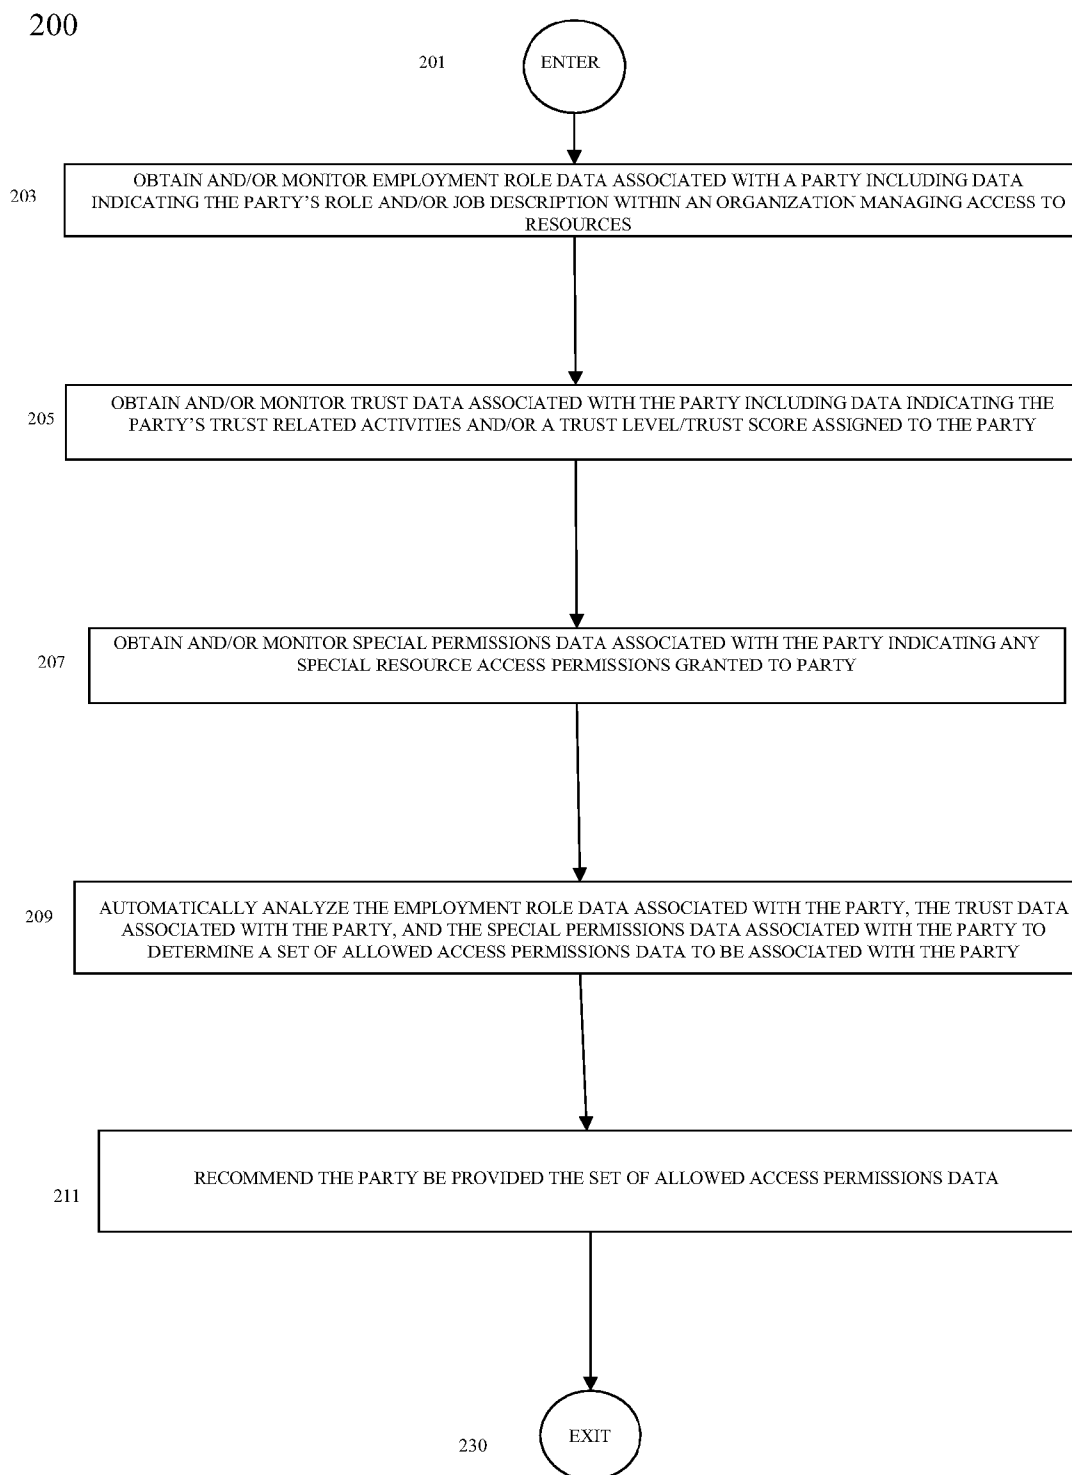 200
201
ENTER
203
OBTAIN AND/OR MONITOR EMPLOYMENT ROLE DATA ASSOCIATED WITH A PARTY INCLUDING DATA
INDICATING THE PARTY'S ROLE AND/OR JOB DESCRIPTION WITHIN AN ORGANIZATION MANAGING ACCESS TO
RESOURCES
205
OBTAIN AND/OR MONITOR TRUST DATA ASSOCIATED WITH THE PARTY INCLUDING DATA INDICATING THE
PARTY'S TRUST RELATED ACTIVITIES AND/OR A TRUST LEVEL/TRUST SCORE ASSIGNED TO THE PARTY
207
OBTAIN AND/OR MONITOR SPECIAL PERMISSIONS DATA ASSOCIATED WITH THE PARTY INDICATING ANY
SPECIAL RESOURCE ACCESS PERMISSIONS GRANTED TO PARTY
209
AUTOMATICALLY ANALYZE THE EMPLOYMENT ROLE DATA ASSOCIATED WITH THE PARTY, THE TRUST DATA
ASSOCIATED WITH THE PARTY, AND THE SPECIAL PERMISSIONS DATA ASSOCIATED WITH THE PARTY TO
DETERMINE A SET OF ALLOWED ACCESS PERMISSIONS DATA TO BE ASSOCIATED WITH THE PARTY
211
RECOMMEND THE PARTY BE PROVIDED THE SET OF ALLOWED ACCESS PERMISSIONS DATA
230
EXIT